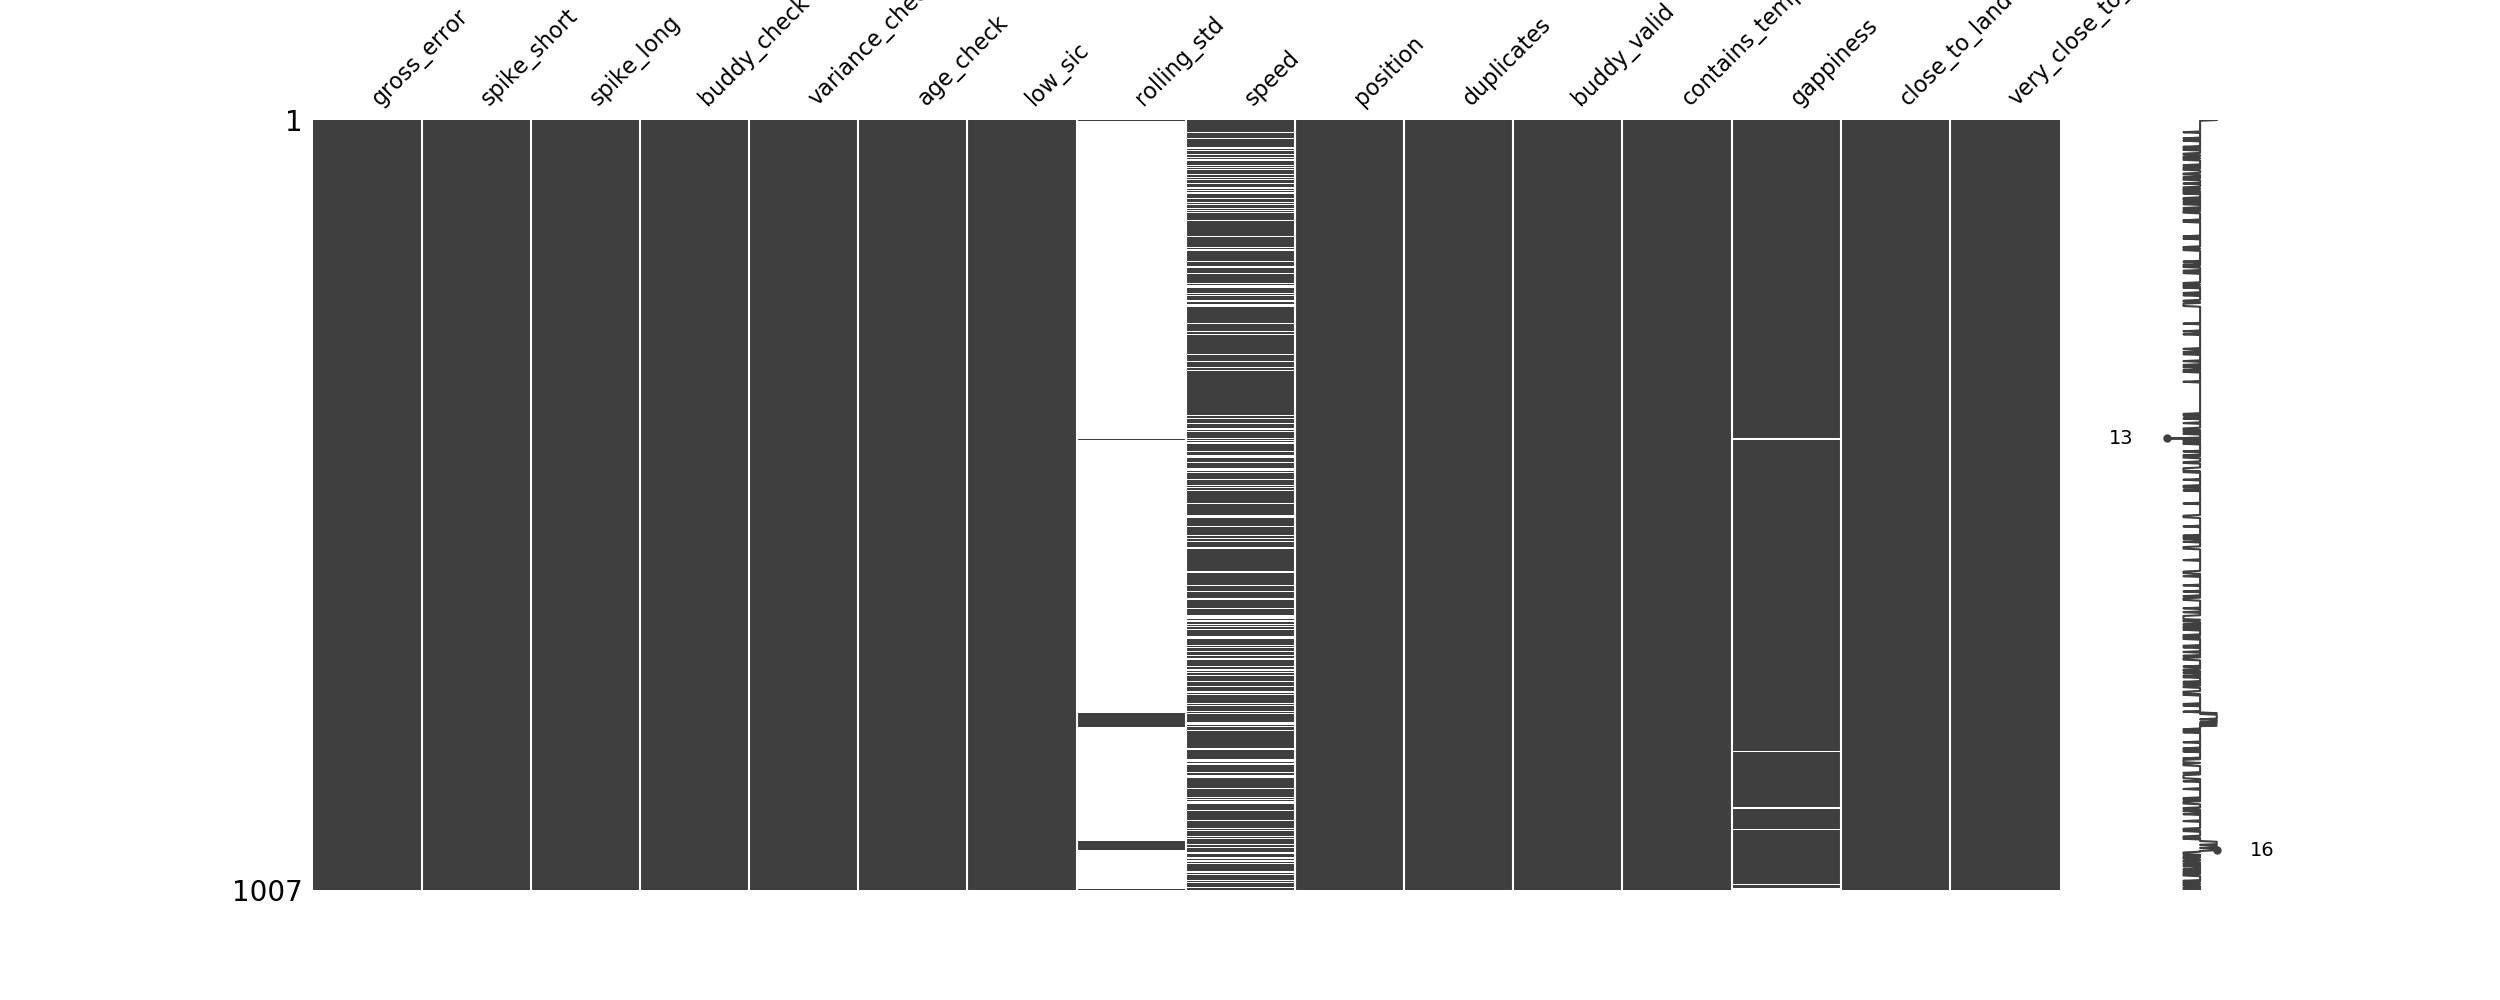 gross_error
spike_short
spike_long
buddy_check
variance_che
age_check
low_sic
rolling_std
speed
position
duplicates
buddy_valid
contains_temp
gappiness
close_to_land
very_close_to_
1
13
16
1007